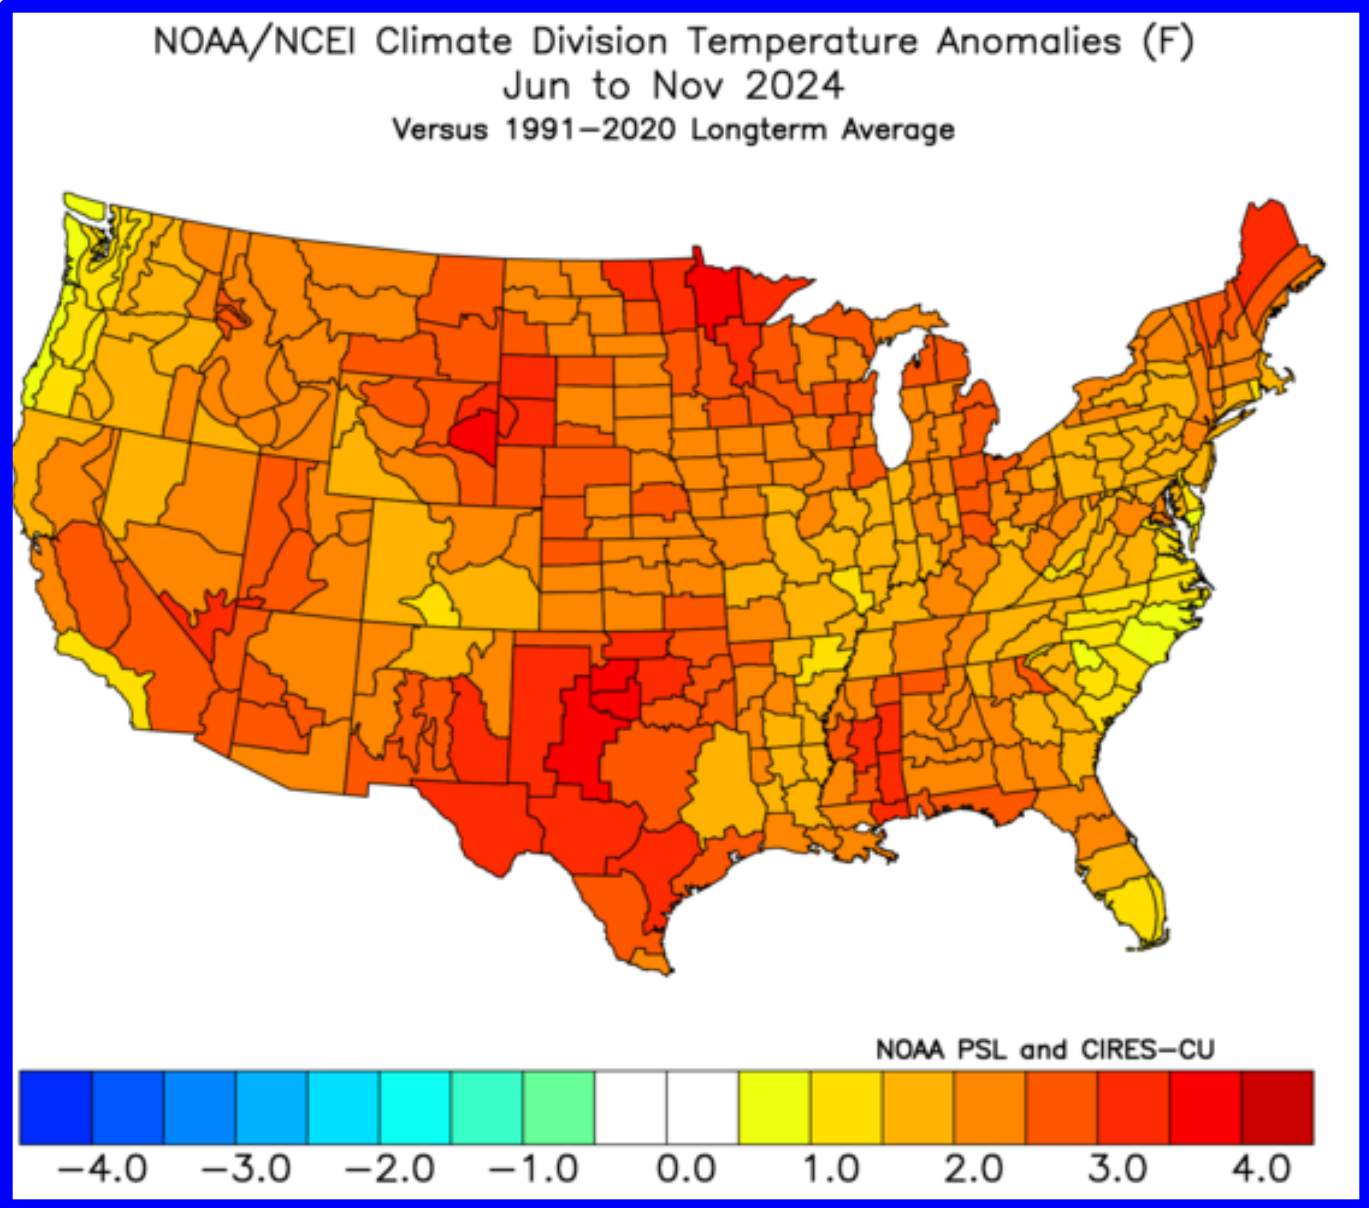 NOAA/NCEI Climate Division Temperature Anomalies (F)
Jun to Nov 2024
Versus 1991−2020 Longterm Average
NOAA PSL and CIRES−CU
−4.0 −3.0 −2.0 −1.0 0.0 1.0 2.0 3.0 4.0